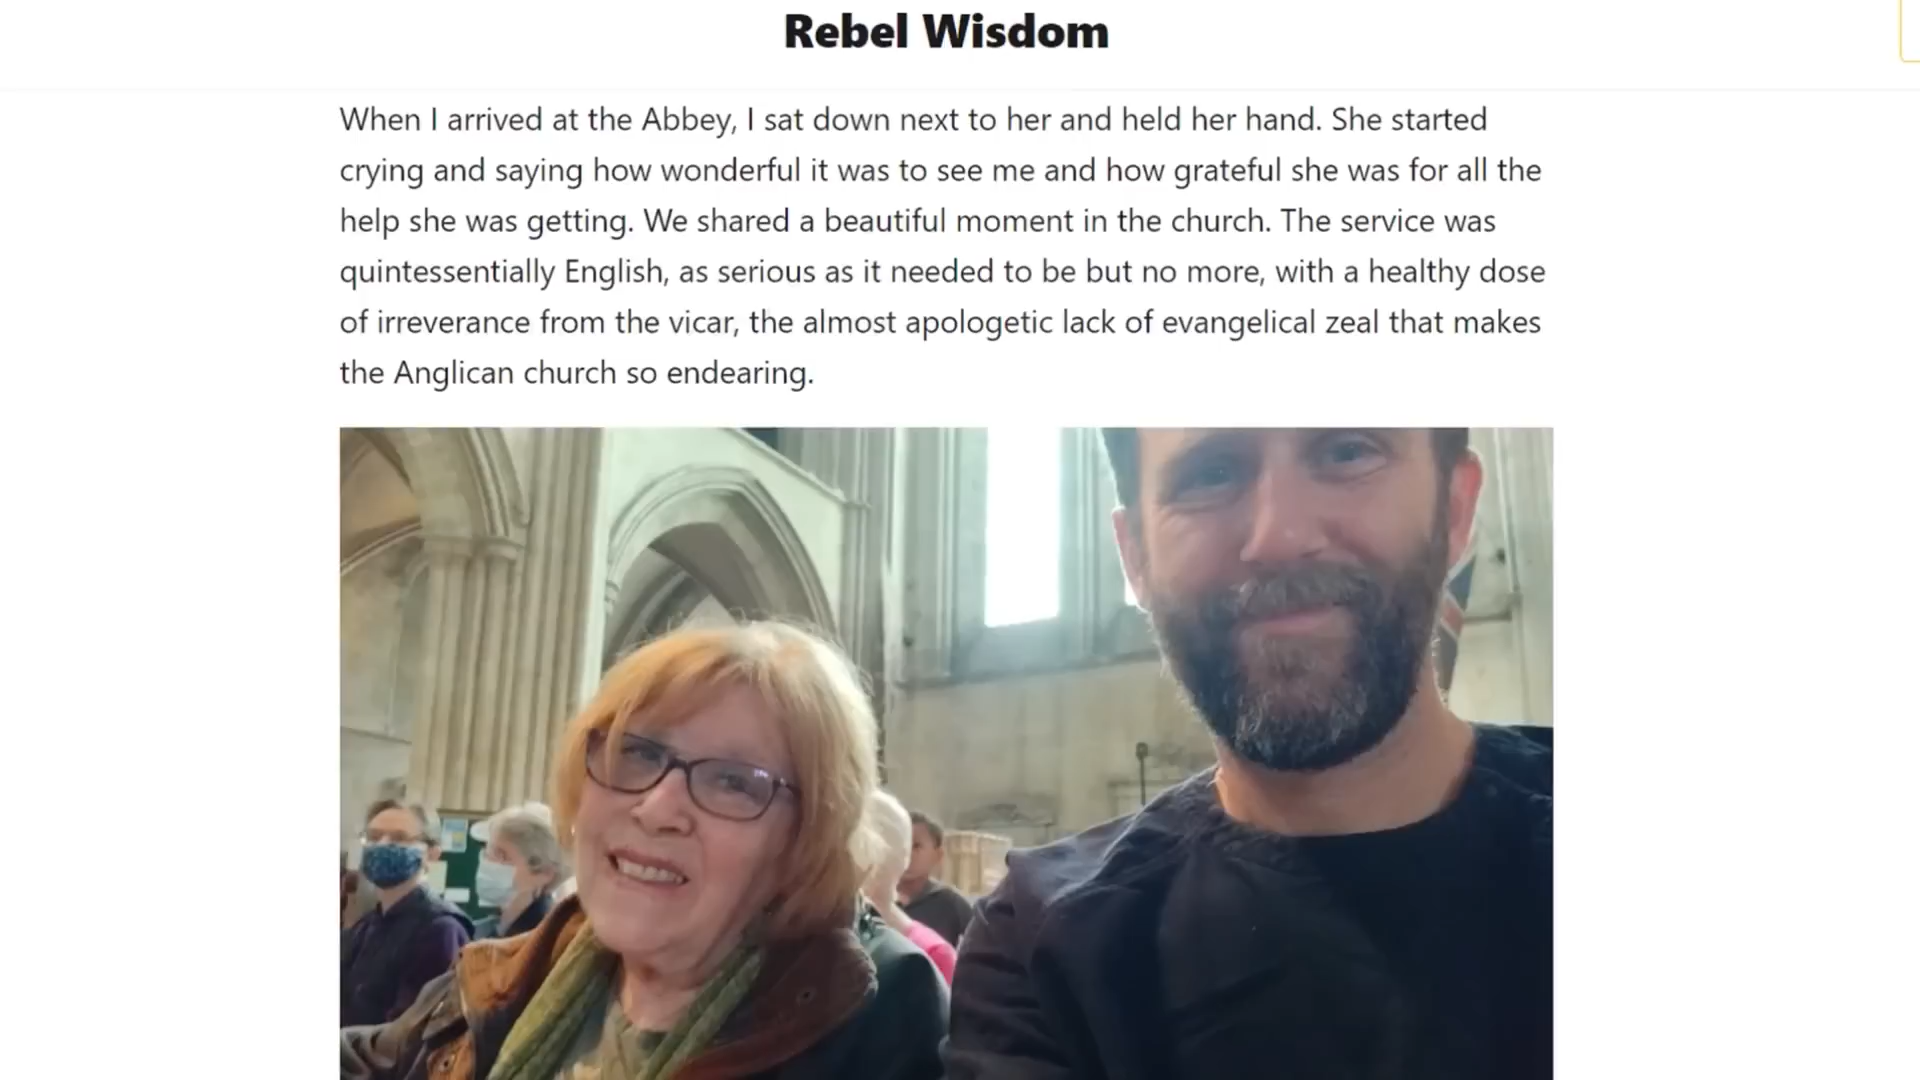 Rebel Wisdom
When I arrived at the Abbey, I sat down next to her and held her hand. She started
crying and saying how wonderful it was to see me and how grateful she was for all the
help she was getting. We shared a beautiful moment in the church. The service was
quintessentially English, as serious as it needed to be but no more, with a healthy dose
of irreverance from the vicar, the almost apologetic lack of evangelical zeal that makes
the Anglican church so endearing.